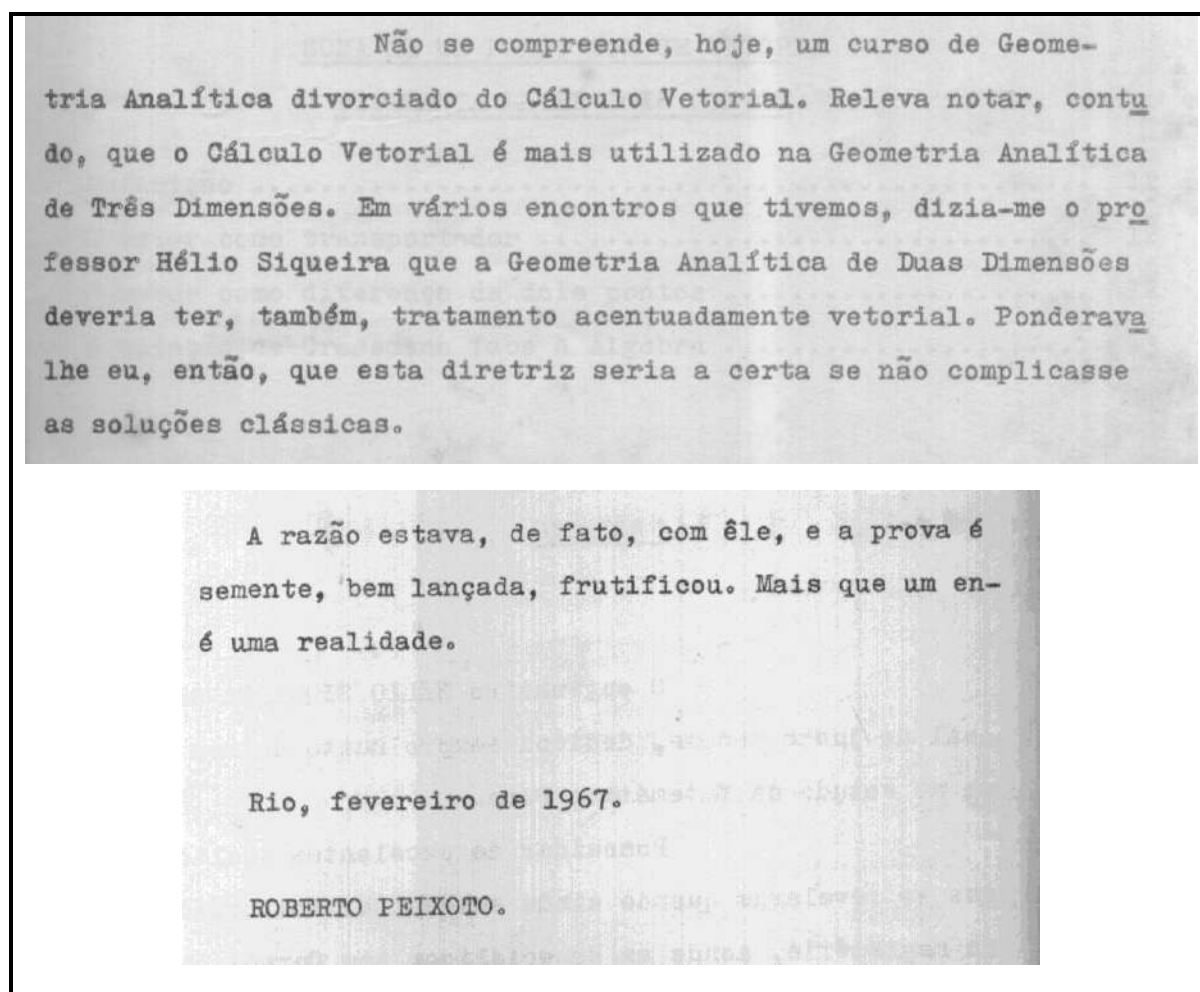 Não se compreende, hoje, um curso de Geome-
tria Analítica divorciado do Cálculo Vetorial. Releva notar, contu
do, que o Cálculo Vetorial é mais utilizado na Geometria Analítica
de Três Dimensões. Em vários encontros que tivemos, dizia-me o pro
fessor Hélio Siqueira que a Geometria Analítica de Duas Dimensões
deveria ter, também, tratamento acentuadamente vetorial. Ponderava
lhe eu, então, que esta diretriz seria a certa se não complicasse
as soluções clássicas.
A razão estava, de fato, com êle, e a prova é
semente, bem lançada, frutificou. Mais que um en-
é uma realidade.
Rio, fevereiro de 1967.
ROBERTO PEIXOTO.